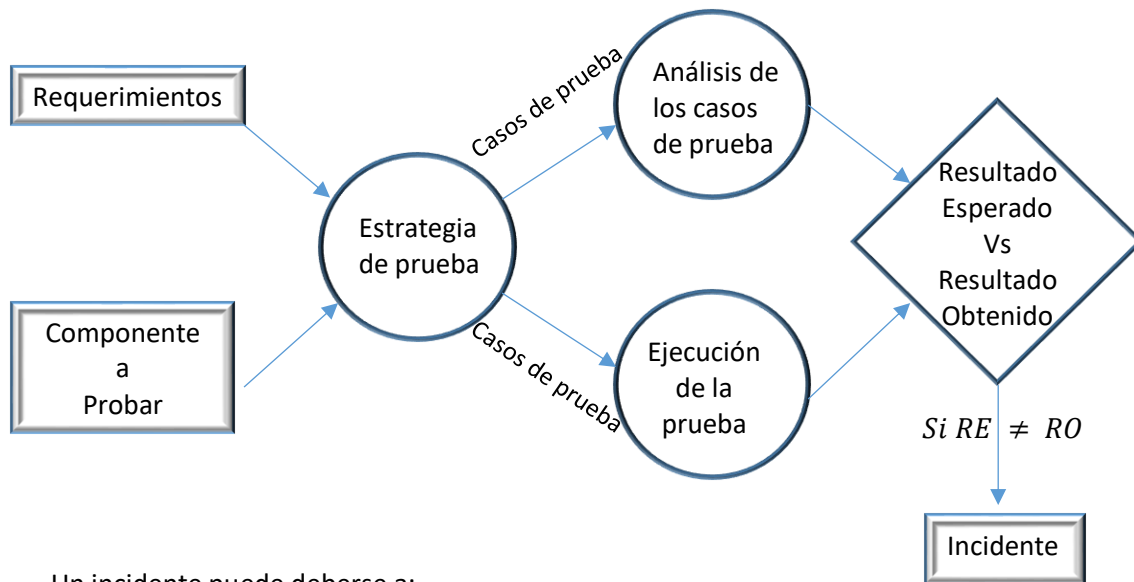 Requerimientos
Componente
a
Probar
Estrategia
de prueba
Casos de prueba
Casos de prueba
Análisis de
los casos
de prueba
Ejecución
de la
prueba
Resultado
Esperado
Vs
Resultado
Obtenido
Si RE ≠ RO
Incidente
Un incidente puede deberse a: